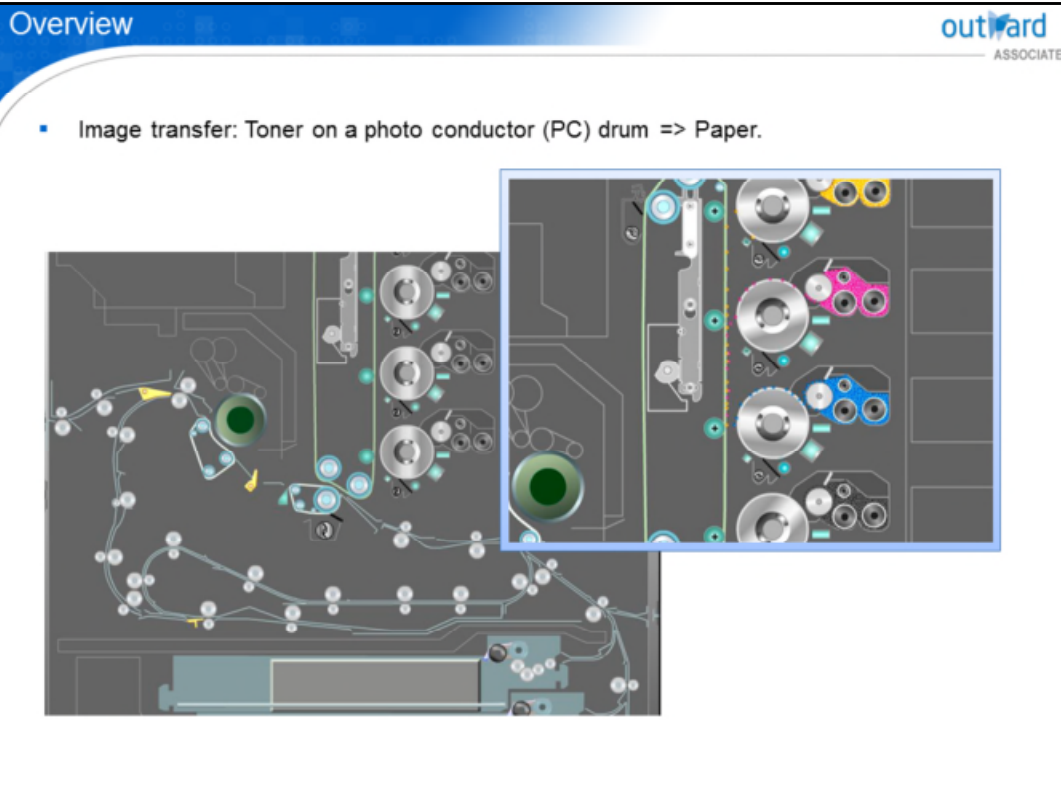 Overview
outward
ASSOCIATE
Image transfer: Toner on a photo conductor (PC) drum => Paper.